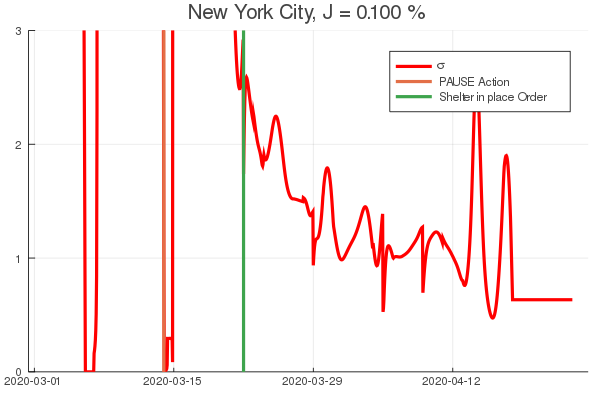 New York City, J = 0.100 %
3
σ
PAUSE Action
Shelter in place Order
2
1
0
2020-03-01 2020-03-15 2020-03-29 2020-04-12